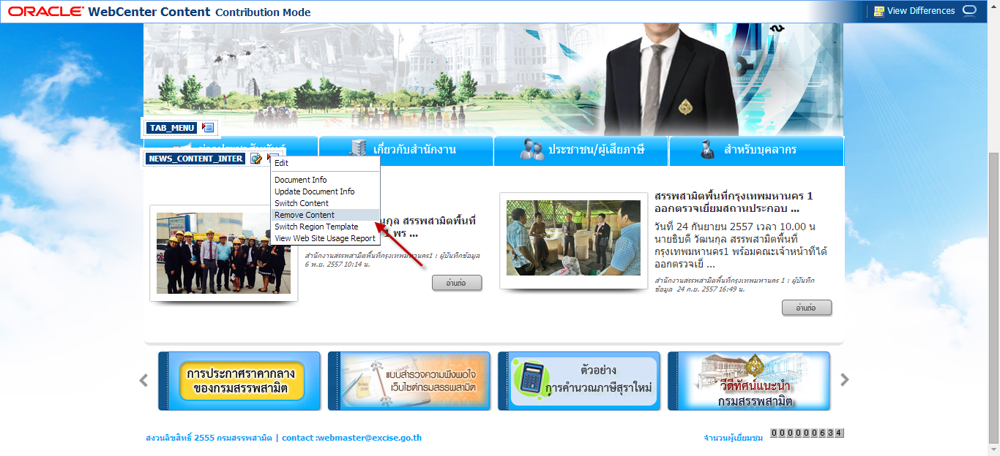 ORACLE WebCenter Content Contribution Mode
View Differences
TAB_MENU
เกี่ยวกับสำนักงาน
ประชาชน/ผู้เสียภาษี
สำหรับบุคลากร
NEWS_CONTENT_INTER
Edit
Document Info
Update Document Info
Switch Content
Remove Content
Switch Region Template
View Web Site Usage Report
นกุล สรรพสามิตพื้นที่
พร ...
สำนักงานสรรพสามิตพื้นที่กรุงเทพมหานคร1 : ผู้บันทึกข้อมูล
6 พ.ย. 2557 10:14 น.
อ่านต่อ
สรรพสามิตพื้นที่กรุงเทพมหานคร 1
ออกตรวจเยี่ยมสถานประกอบ ...
วันที่ 24 กันยายน 2557 เวลา 10.00 น
นายธิบดี วัฒนกุล สรรพสามิตพื้นที่
กรุงเทพมหานคร1 พร้อมคณะเจ้าหน้าที่ได้
ออกตรวจเยี่ ...
สำนักงานสรรพสามิตพื้นที่กรุงเทพมหานคร 1 : ผู้บันทึก
ข้อมูล 24 ก.ย. 2557 16:49 น.
อ่านต่อ
การประกาศราคากลาง
ของกรมสรรพสามิต
แบบสำรวจความพึงพอใจ
เว็บไซต์กรมสรรพสามิต
ตัวอย่าง
การคำนวณภาษีสุราใหม่
วีดีทัศน์แนะนำ
กรมสรรพสามิต
สงวนลิขสิทธิ์ 2555 กรมสรรพสามิต | contact :webmaster@excise.go.th
จำนวนผู้เยี่ยมชม 000000634